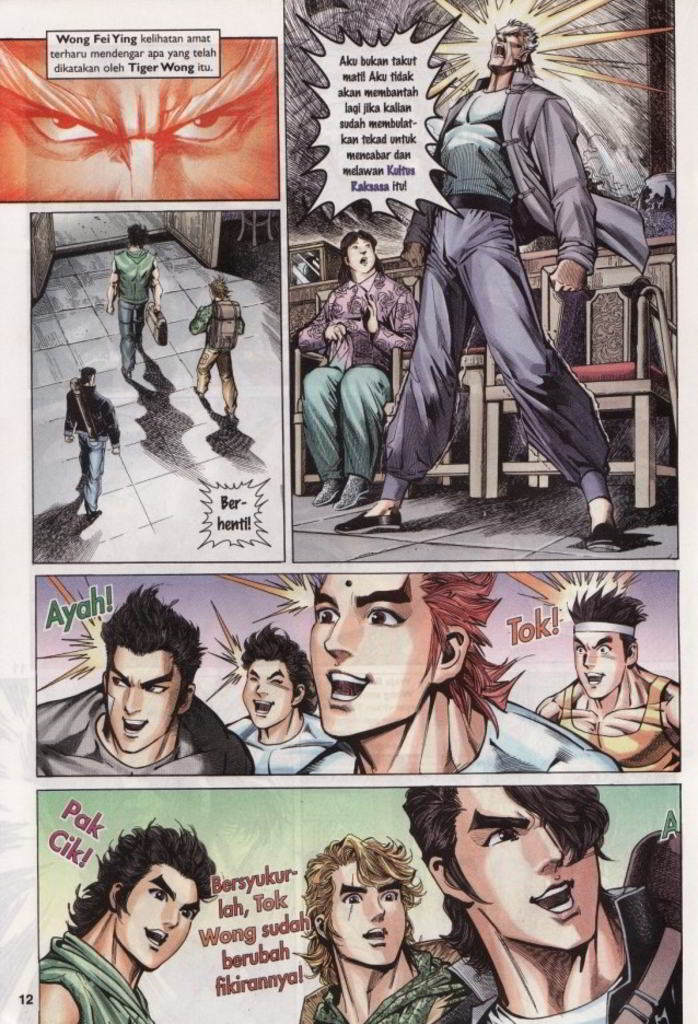 Wong Fei Ying kelihatan amat
terharu mendengar apa yang telah
dikatakan oleh Tiger Wong itu.
Aku bukan takut
mati! Aku tidak
akan membantah
lagi jika kalian
sudah membulat-
kan tekad untuk
mencabar dan
melawan Kultus
Raksasa itu!
Ber-
henti!
Ayah!
Tok!
Pak
Cik!
Bersyukur-
lah, Tok
Wong sudah
berubah
fikirannya!
A
12